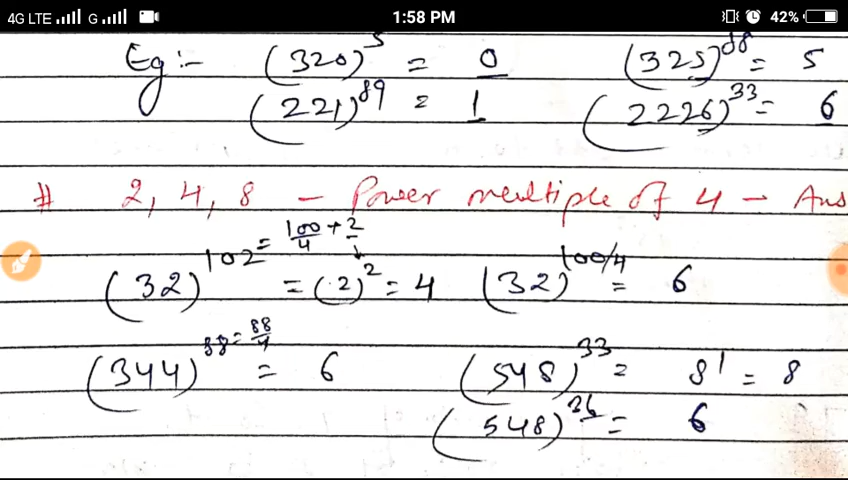 4G LTE G 1:58 PM 42%
Eg :- (320)^5 = 0 (325)^88 = 5
(221)^89 = 1 (2226)^33 = 6
# 2, 4, 8 - Power multiple of 4 - Ans
(32)^102 = 100/4 + 2 = (2)^2 = 4 (32)^100/4 = 6
(344)^88 = 88/4 = 6 (548)^33 = 8^1 = 8
(548)^36 = 6